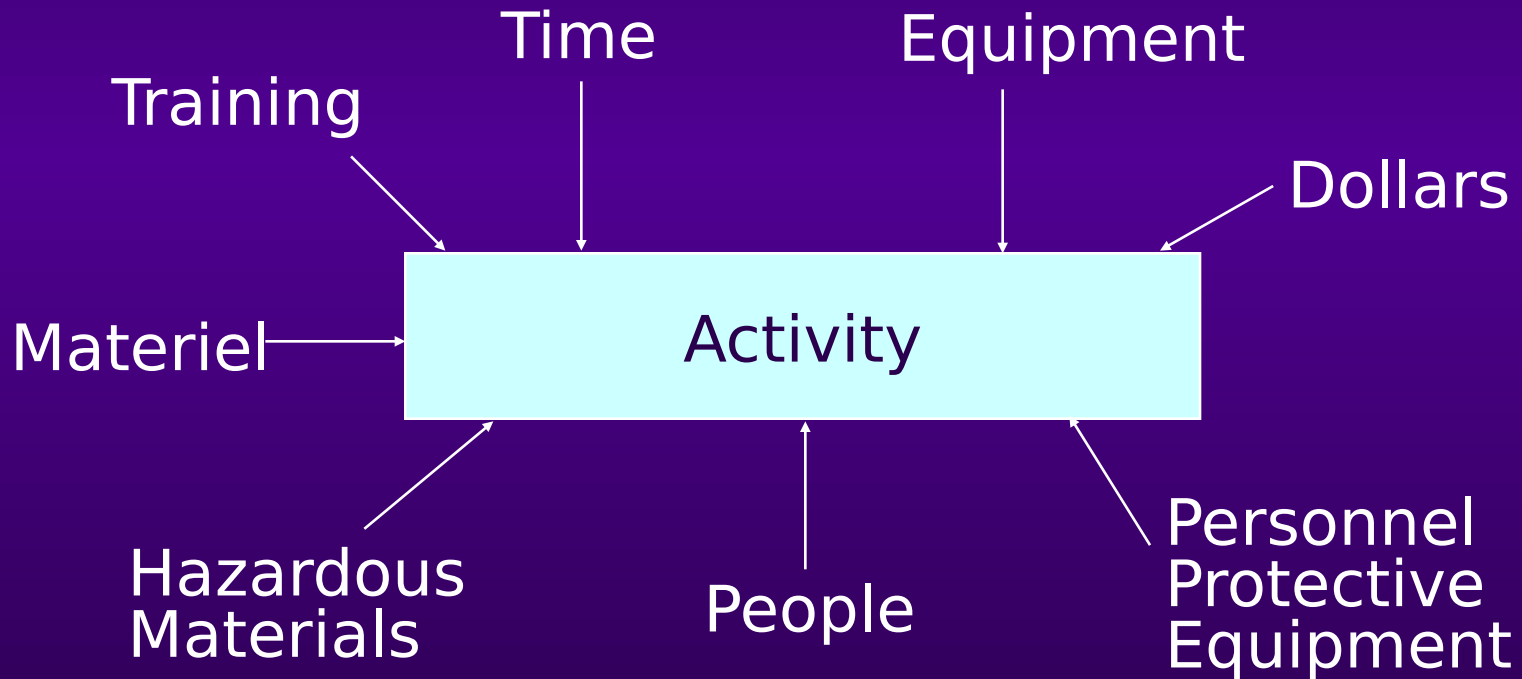 Time
Equipment
Training
Dollars
Materiel
Activity
Hazardous
Materials
People
Personnel
Protective
Equipment